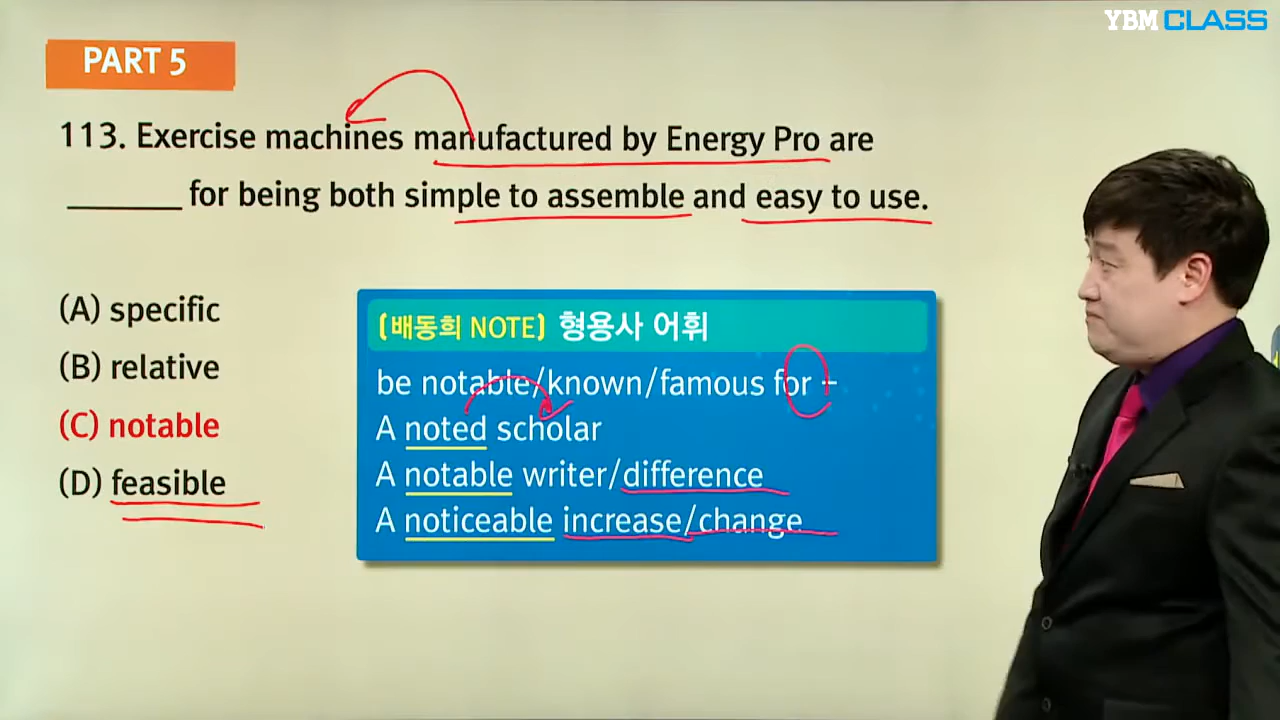 YBM CLASS
PART 5
113. Exercise machines manufactured by Energy Pro are
______ for being both simple to assemble and easy to use.
(A) specific
(B) relative
(C) notable
(D) feasible
[배동희 NOTE] 형용사 어휘
be notable/known/famous for
A noted scholar
A notable writer/difference
A noticeable increase/change